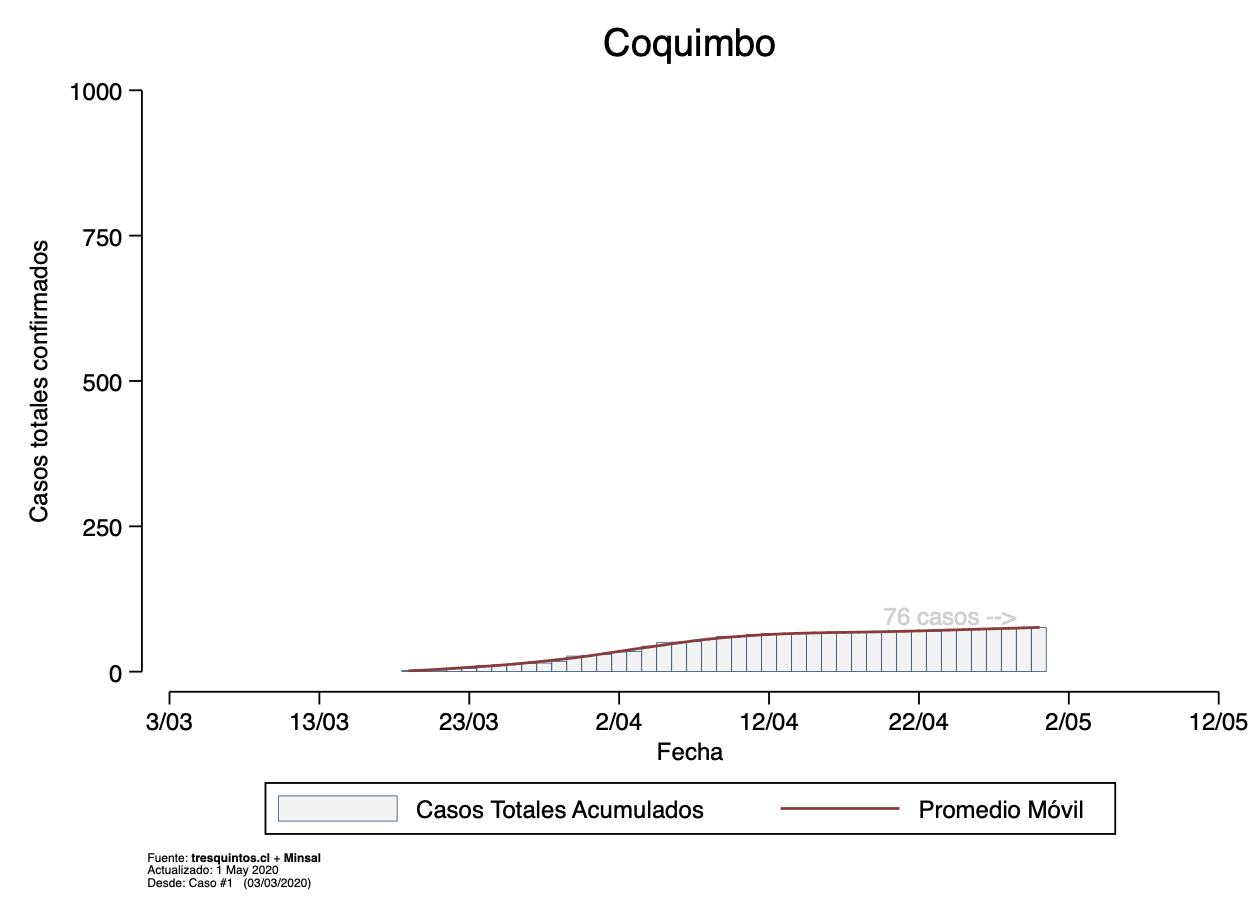 Coquimbo
Casos totales confirmados
1000
750
500
250
0
76 casos -->
3/03 13/03 23/03 2/04 12/04 22/04 2/05 12/05
Fecha
Casos Totales Acumulados Promedio Móvil
Fuente: tresquintos.cl + Minsal
Actualizado: 1 May 2020
Desde: Caso #1 (03/03/2020)